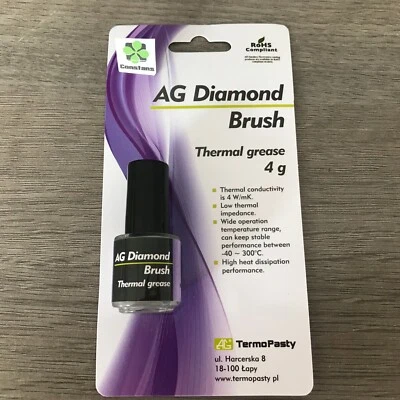 Constans
RoHS
Compliant
AG Diamond
Brush
Thermal grease
4 g
Thermal conductivity
is 4 W/mK.
Low thermal
impedance.
Wide operation
temperature range,
can keep stable
performance between
-40 ~ 300°C.
High heat dissipation
performance.
AG Diamond
Brush
Thermal grease
AG TermoPasty
ul. Harcerska 8
18-100 Łapy
www.termopasty.pl